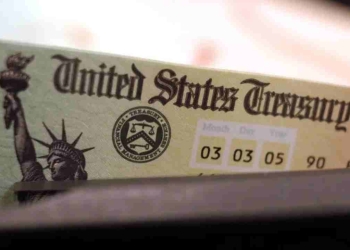 United States Treasury
Month Day Year
03 03 05 90